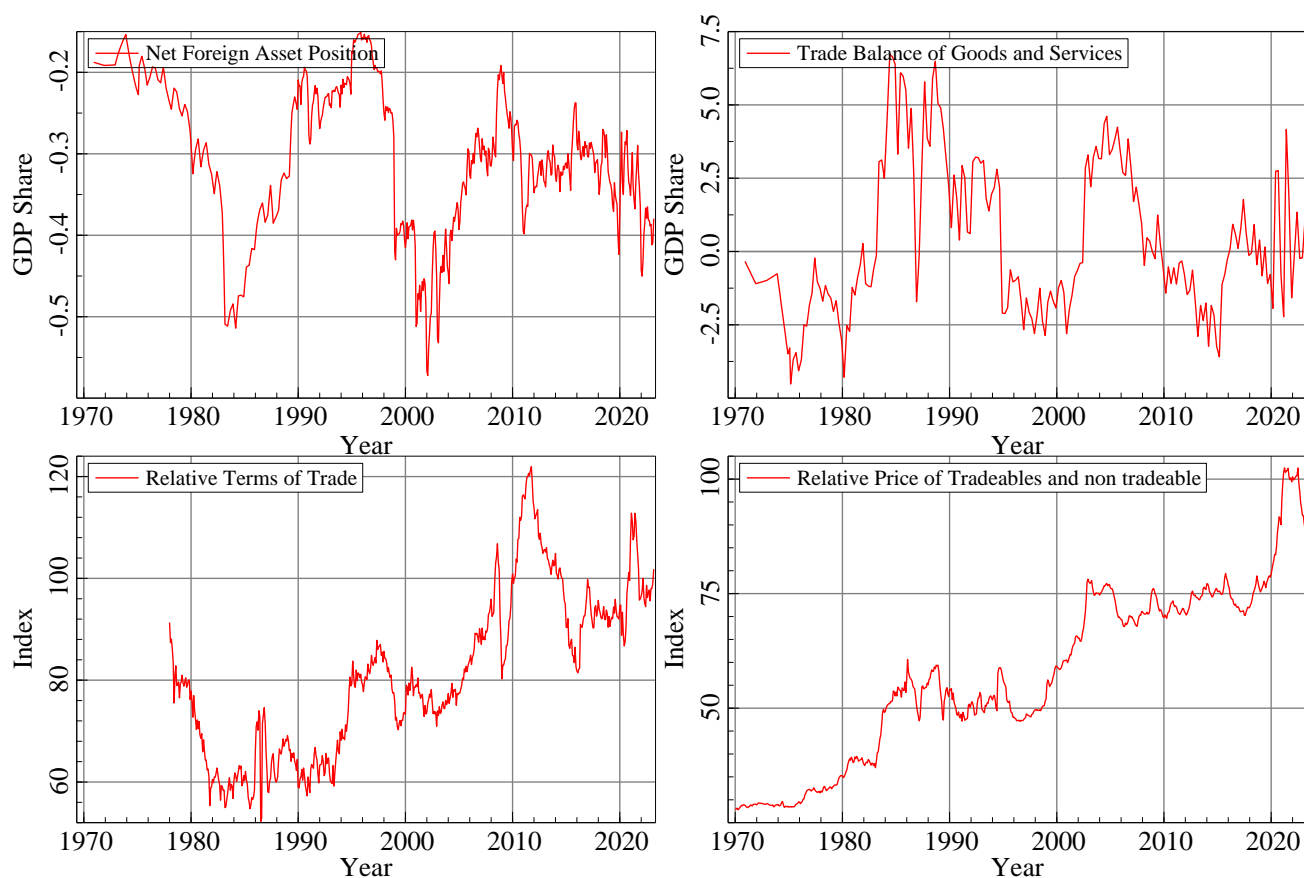 Net Foreign Asset Position
GDP Share
-0.2
-0.3
-0.4
-0.5
1970 1980 1990 2000 2010 2020
Year
Trade Balance of Goods and Services
GDP Share
7.5
5.0
2.5
0.0
-2.5
1970 1980 1990 2000 2010 2020
Year
Relative Terms of Trade
Index
120
100
80
60
1970 1980 1990 2000 2010 2020
Year
Relative Price of Tradeables and non tradeable
Index
100
75
50
1970 1980 1990 2000 2010 2020
Year